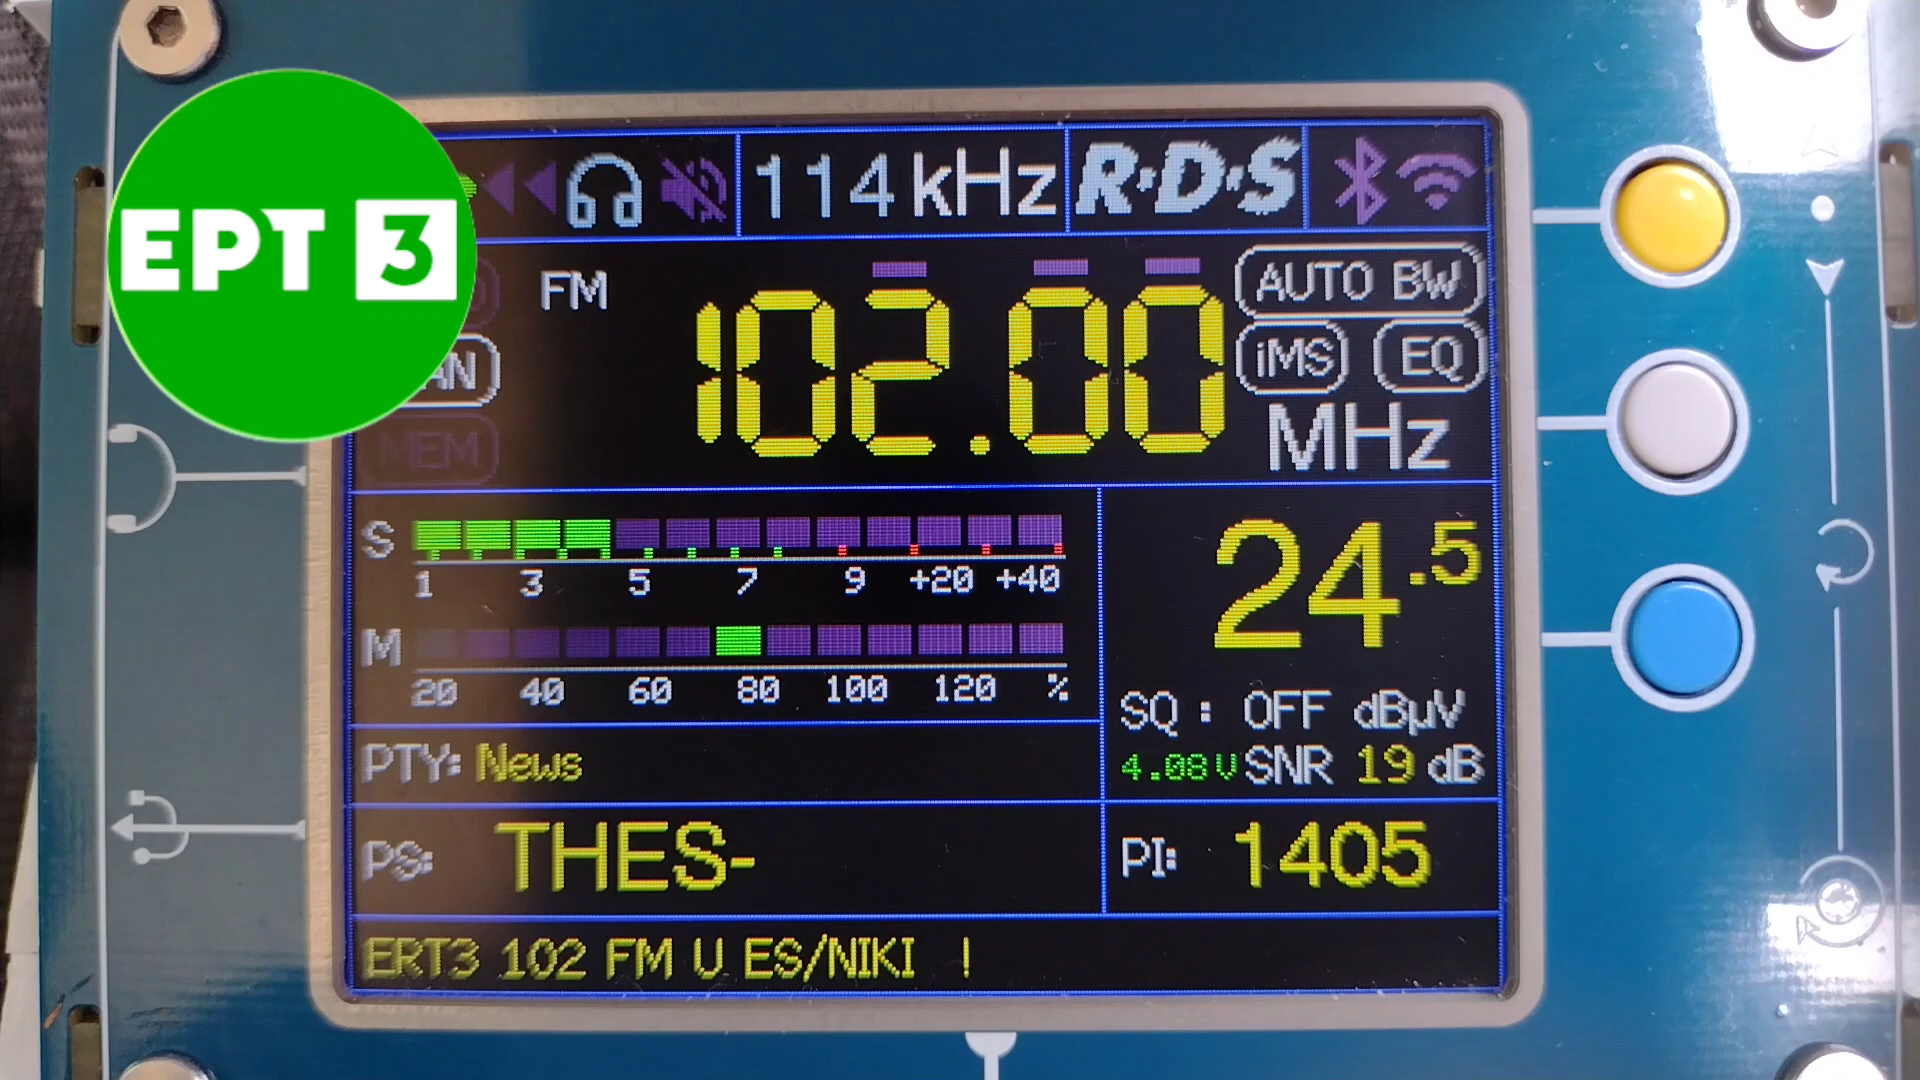 ΕΡΤ 3
114 kHz R·D·S
FM 102.00 MHz
AUTO BW
iMS EQ
MEM
S
1 3 5 7 9 +20 +40
M
20 40 60 80 100 120 %
24.5
SQ : OFF dBµV
4.08V SNR 19 dB
PTY: News
PS: THES-
PI: 1405
ERT3 102 FM U ES/NIKI !